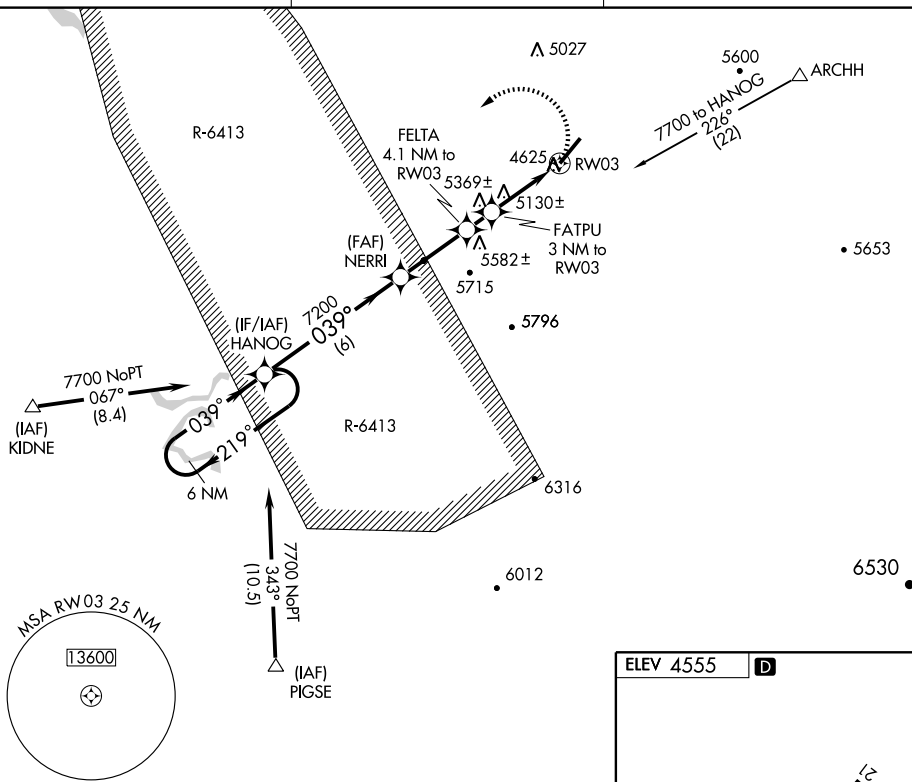 5027
5600
ARCHH
7700 to HANOG
226°
(22)
R-6413
FELTA
4.1 NM to
RW03
4625
RW03
5369±
5130±
FATPU
3 NM to
RW03
5582±
5715
5653
5796
(FAF)
NERRI
7200
039°
(6)
(IF/IAF)
HANOG
7700 NoPT
067°
(8.4)
(IAF)
KIDNE
039°
219°
6 NM
R-6413
6316
7700 NoPT
343°
(10.5)
6012
6530
(IAF)
PIGSE
MSA RW03 25 NM
13600
ELEV 4555
D
21